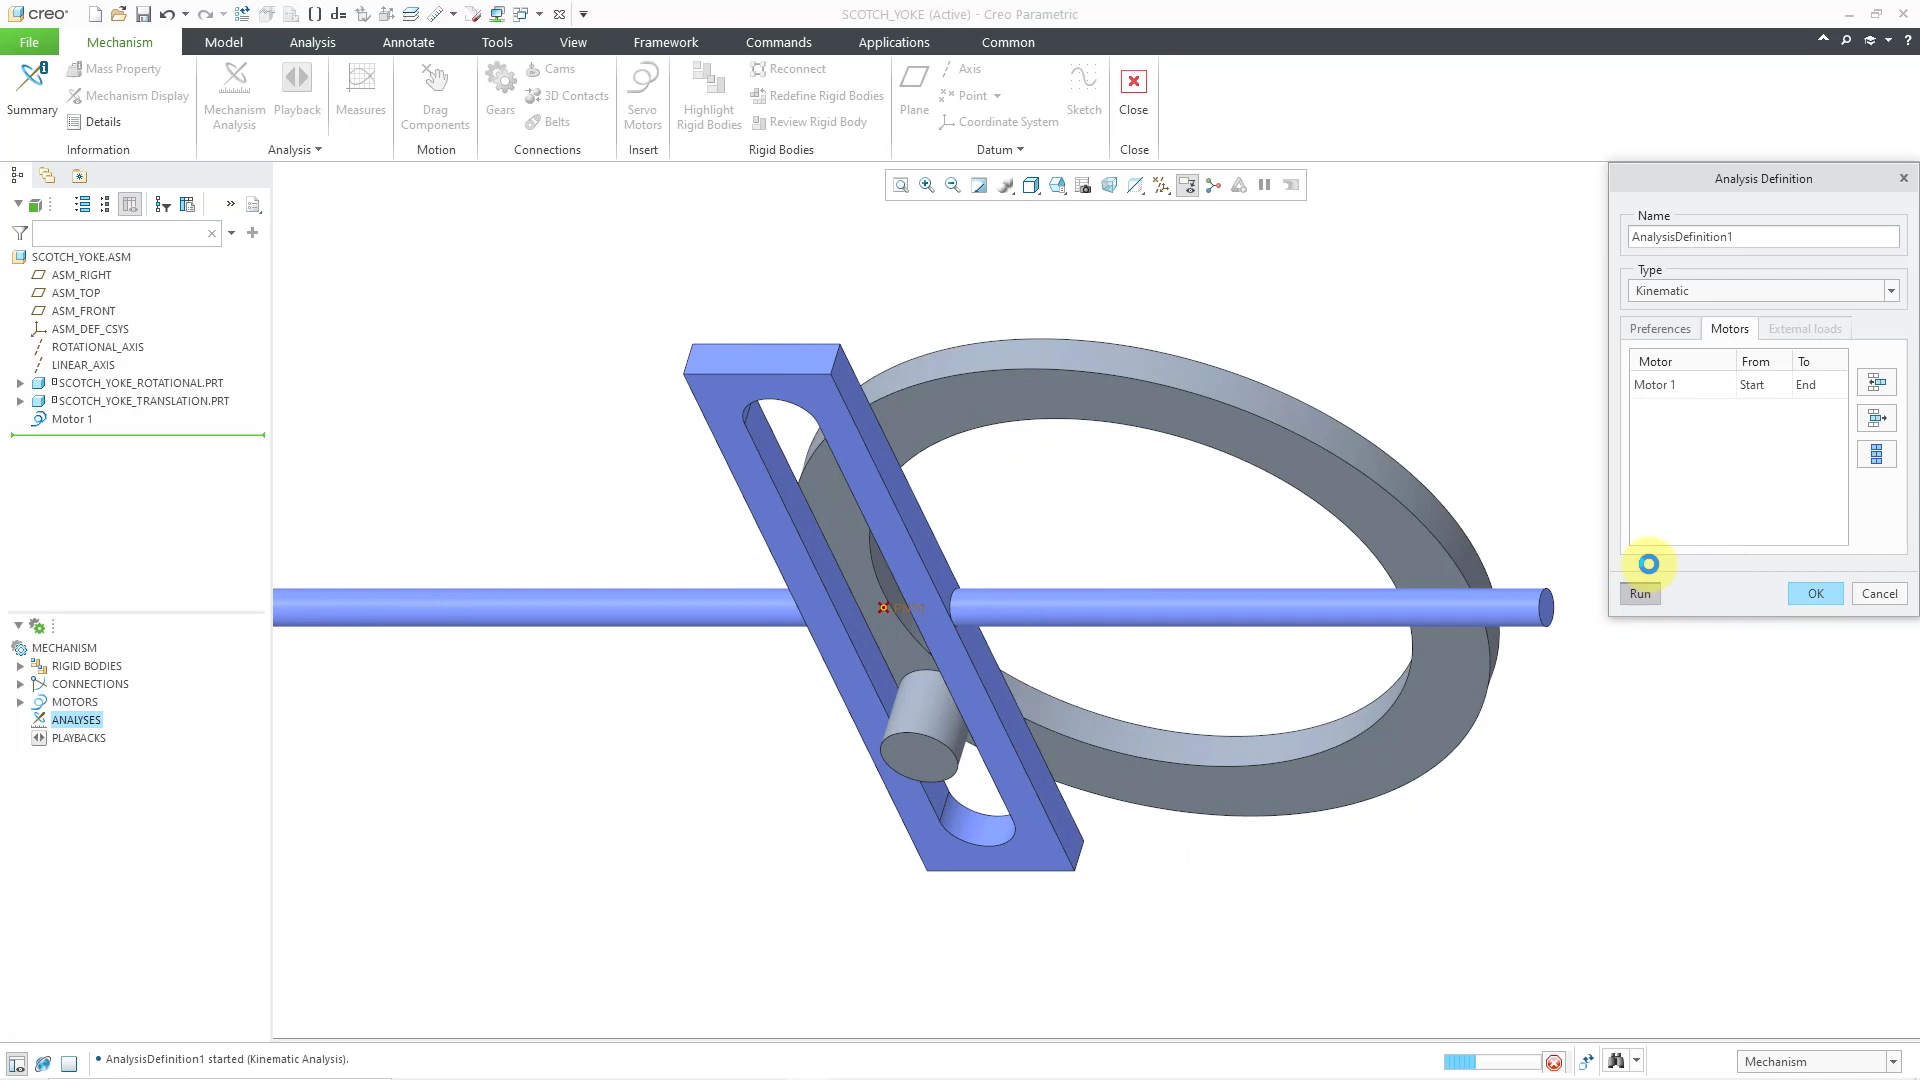 creo SCOTCH_YOKE (Active) - Creo Parametric
File Mechanism Model Analysis Annotate Tools View Framework Commands Applications Common
Summary
Mass Property
Mechanism Display
Details
Information
Mechanism Analysis
Playback
Measures
Analysis
Drag Components
Motion
Gears
Cams
3D Contacts
Belts
Connections
Servo Motors
Insert
Highlight Rigid Bodies
Reconnect
Redefine Rigid Bodies
Review Rigid Body
Rigid Bodies
Plane
Axis
Point
Coordinate System
Sketch
Datum
Close
Close
SCOTCH_YOKE.ASM
ASM_RIGHT
ASM_TOP
ASM_FRONT
ASM_DEF_CSYS
ROTATIONAL_AXIS
LINEAR_AXIS
SCOTCH_YOKE_ROTATIONAL.PRT
SCOTCH_YOKE_TRANSLATION.PRT
Motor 1
MECHANISM
RIGID BODIES
CONNECTIONS
MOTORS
ANALYSES
PLAYBACKS
Analysis Definition
Name
AnalysisDefinition1
Type
Kinematic
Preferences Motors External loads
Motor From To
Motor 1 Start End
Run OK Cancel
AnalysisDefinition1 started (Kinematic Analysis).
Mechanism